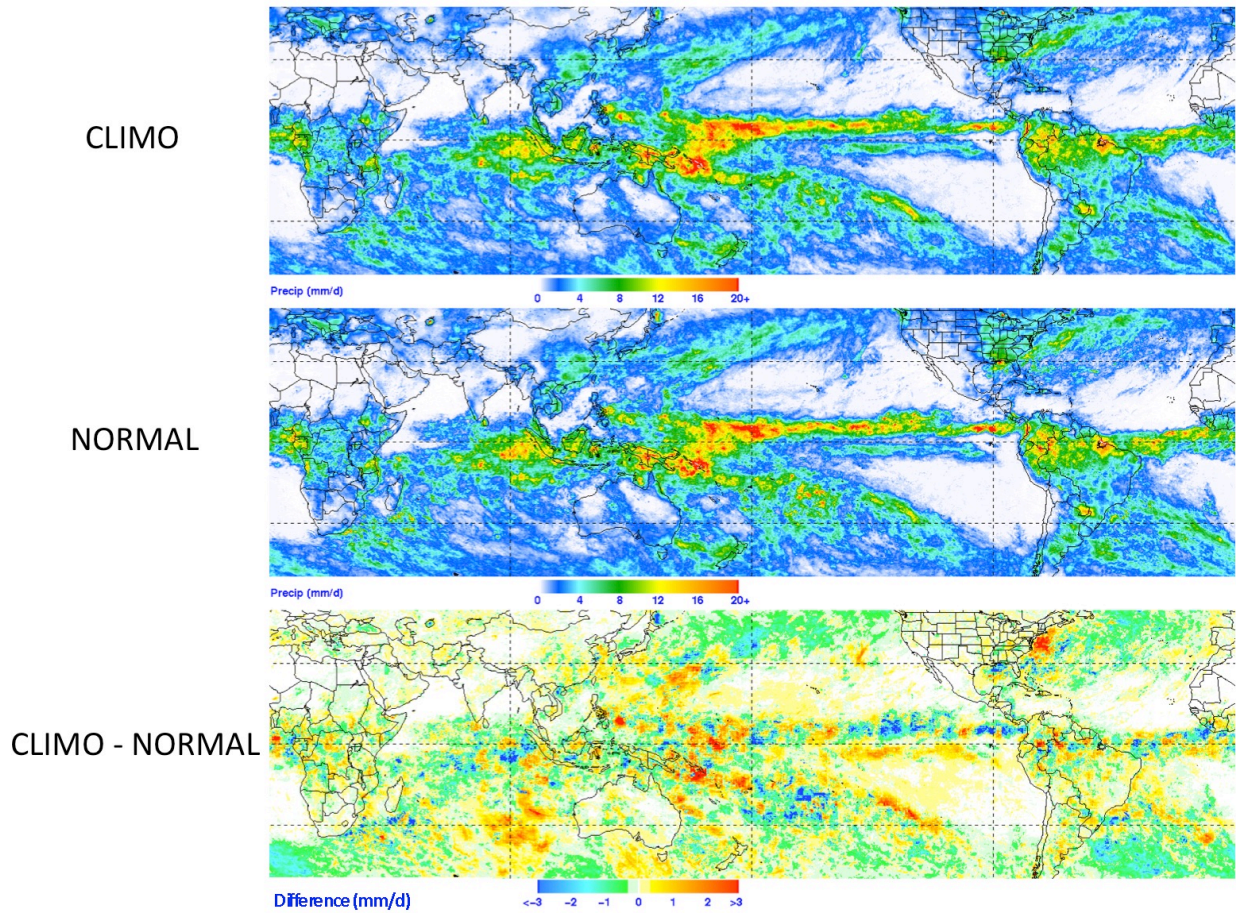 CLIMO
Precip (mm/d)
0 4 8 12 16 20+
NORMAL
Precip (mm/d)
0 4 8 12 16 20+
CLIMO - NORMAL
Difference (mm/d)
<-3 -2 -1 0 1 2 >3